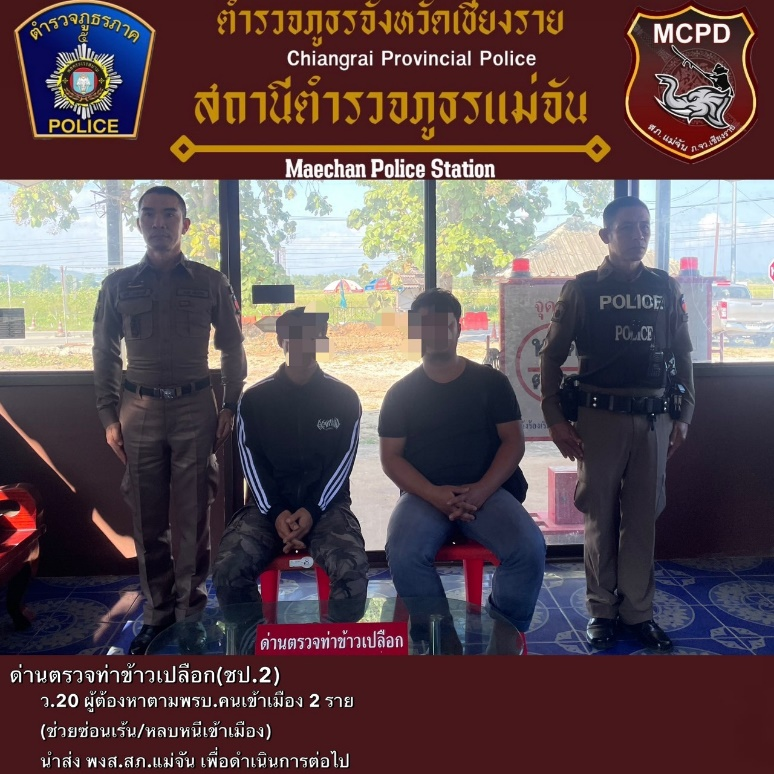 ตำรวจภูธรภาค
๕
POLICE
ตำรวจภูธรจังหวัดเชียงราย
Chiangrai Provincial Police
สถานีตำรวจภูธรแม่จัน
Maechan Police Station
MCPD
สภ.แม่จัน ภ.จว.เชียงราย
POLICE
POLICE
ด่านตรวจท่าข้าวเปลือก
ด่านตรวจท่าข้าวเปลือก(ชป.2)
ว.20 ผู้ต้องหาตามพรบ.คนเข้าเมือง 2 ราย
(ช่วยซ่อนเร้น/หลบหนีเข้าเมือง)
นำส่ง พงส.สภ.แม่จัน เพื่อดำเนินการต่อไป